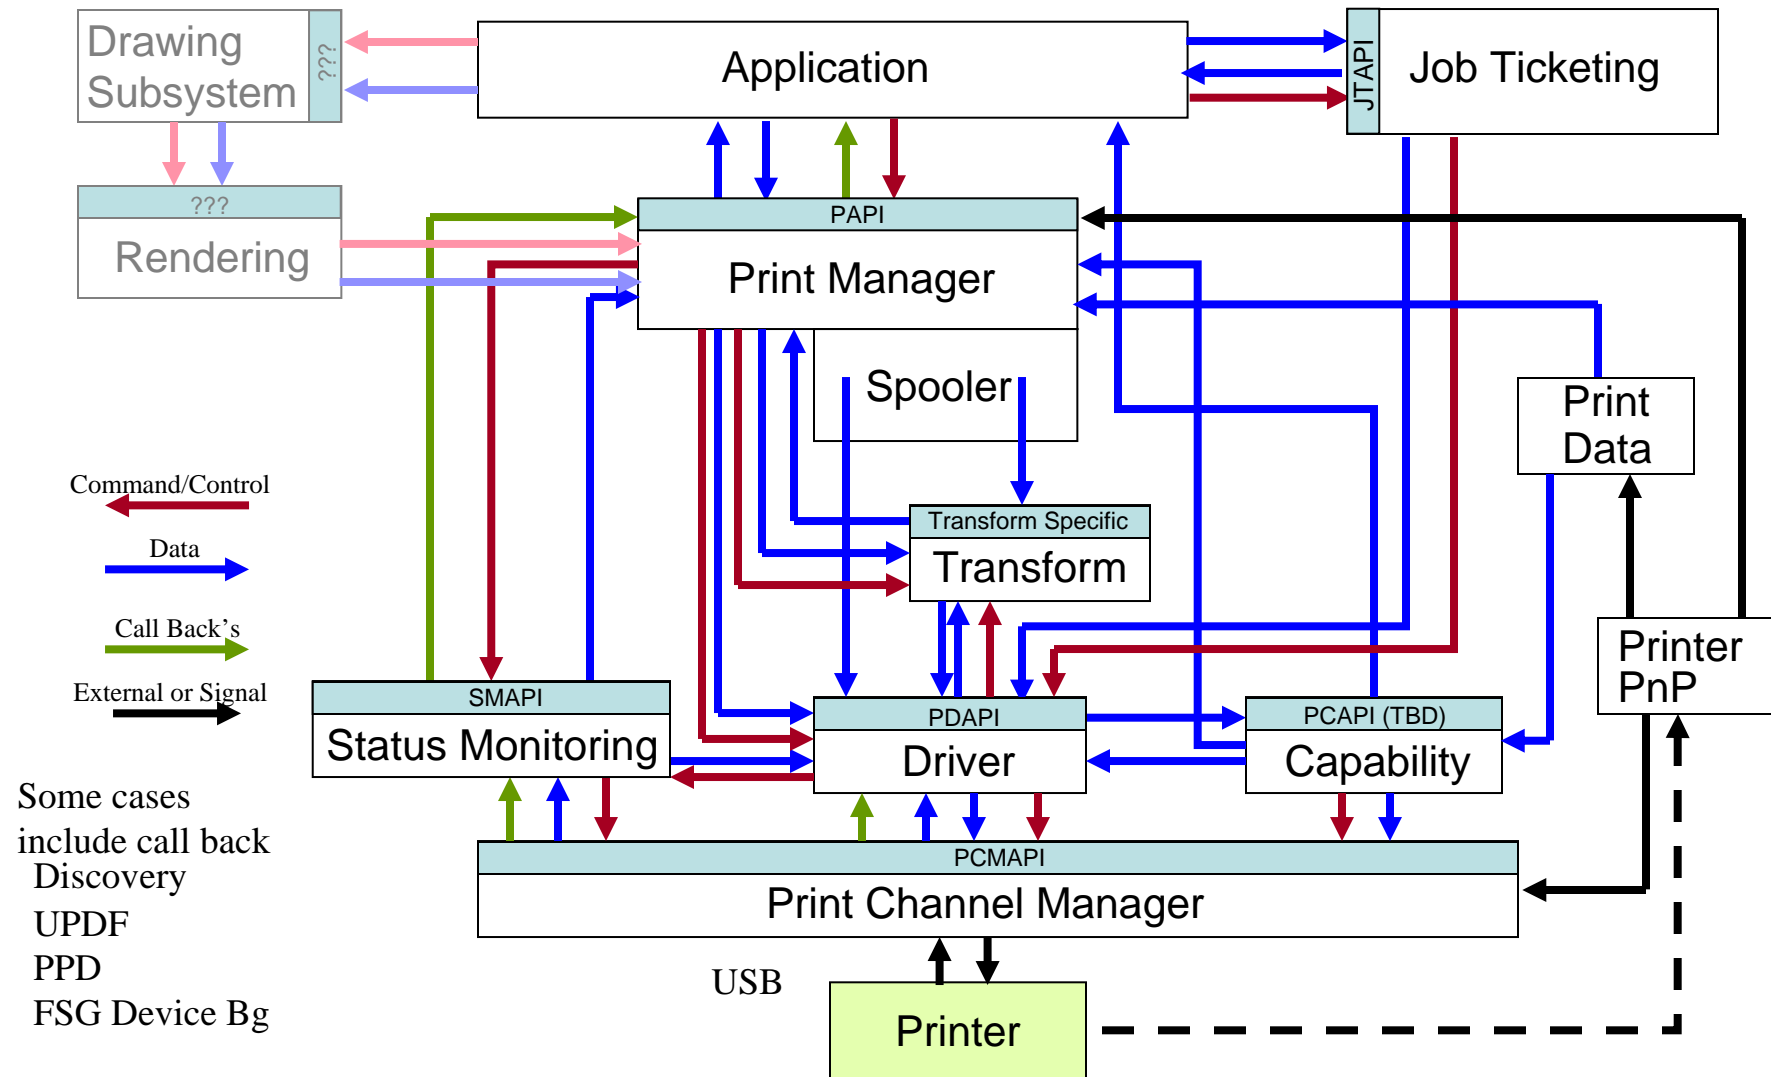 Drawing
Subsystem
???
Application
JTAPI
Job Ticketing
???
Rendering
PAPI
Print Manager
Spooler
Print
Data
Command/Control
Data
Call Back's
External or Signal
Transform Specific
Transform
Printer
PnP
SMAPI
Status Monitoring
PDAPI
Driver
PCAPI (TBD)
Capability
Some cases
include call back
Discovery
UPDF
PPD
FSG Device Bg
PCMAPI
Print Channel Manager
USB
Printer